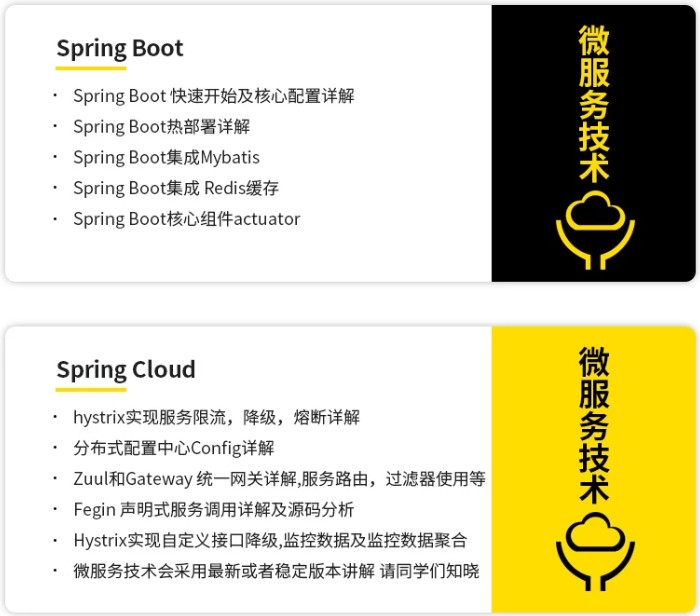 Spring Boot
· Spring Boot 快速开始及核心配置详解
· Spring Boot热部署详解
· Spring Boot集成Mybatis
· Spring Boot集成 Redis缓存
· Spring Boot核心组件actuator
微服务技术
Spring Cloud
· hystrix实现服务限流，降级，熔断详解
· 分布式配置中心Config详解
· Zuul和Gateway 统一网关详解,服务路由，过滤器使用等
· Fegin 声明式服务调用详解及源码分析
· Hystrix实现自定义接口降级,监控数据及监控数据聚合
· 微服务技术会采用最新或者稳定版本讲解 请同学们知晓
微服务技术